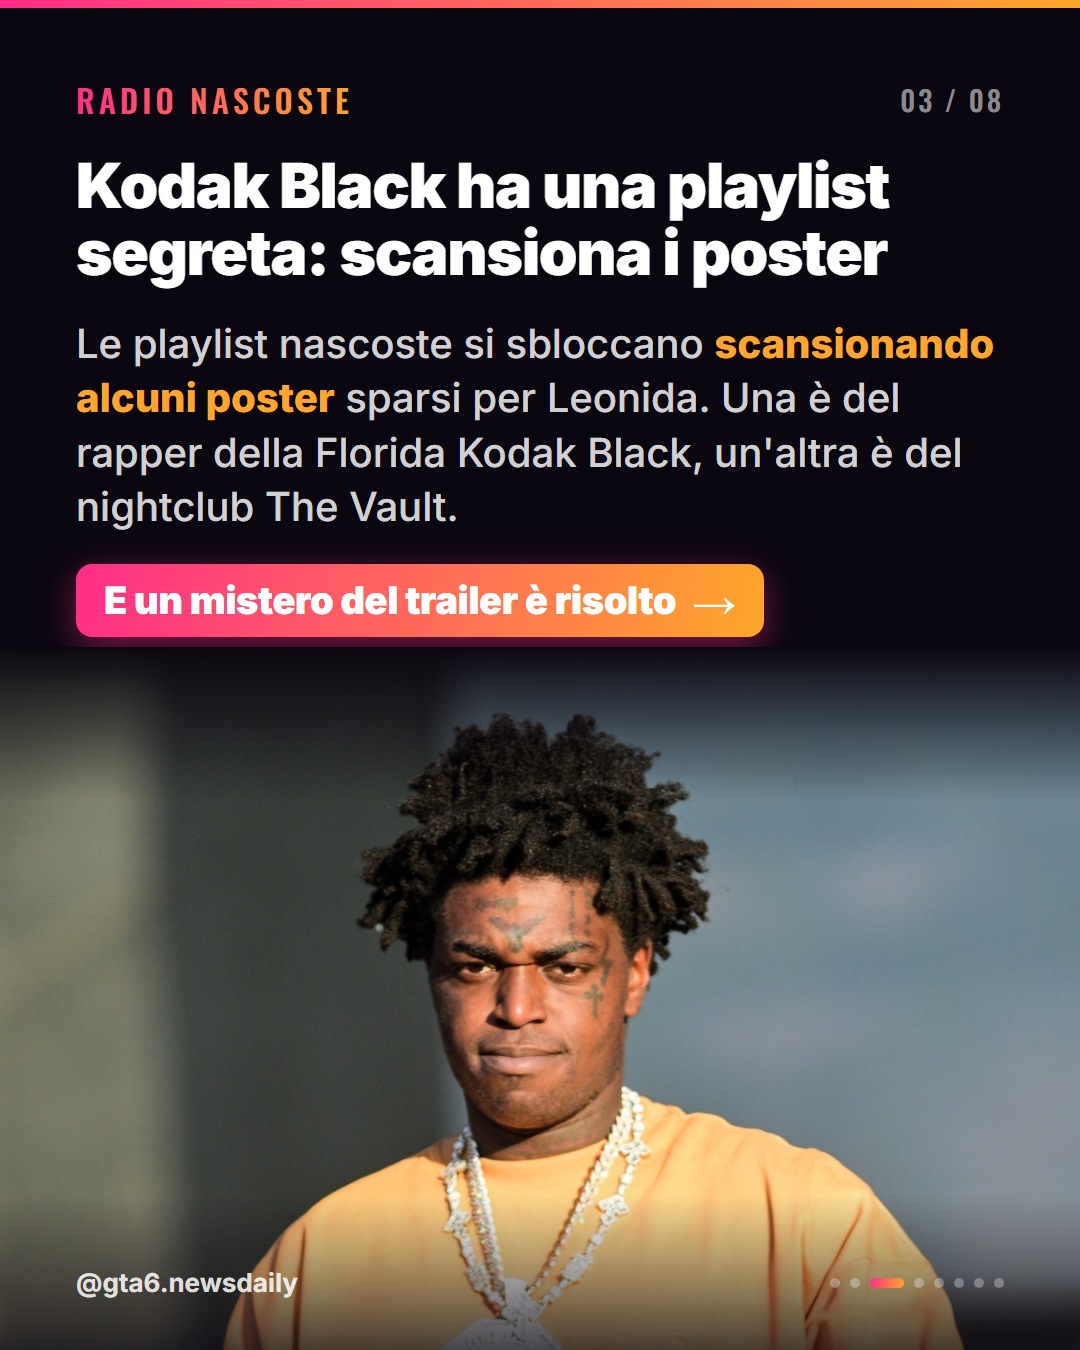 RADIO NASCOSTE
03 / 08
Kodak Black ha una playlist
segreta: scansiona i poster
Le playlist nascoste si sbloccano scansionando
alcuni poster sparsi per Leonida. Una è del
rapper della Florida Kodak Black, un'altra è del
nightclub The Vault.
E un mistero del trailer è risolto →
@gta6.newsdaily